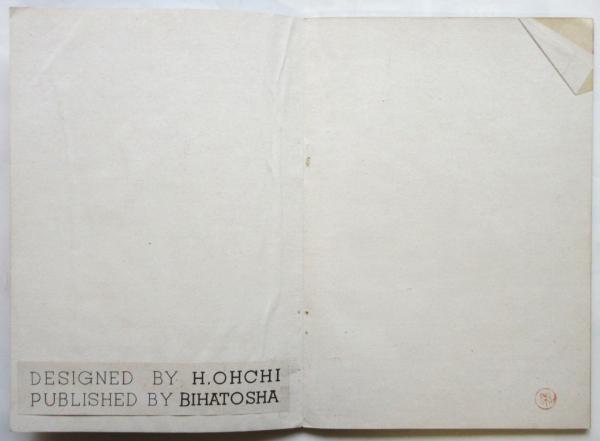 DESIGNED BY H.OHCHI
PUBLISHED BY BIHATOSHA